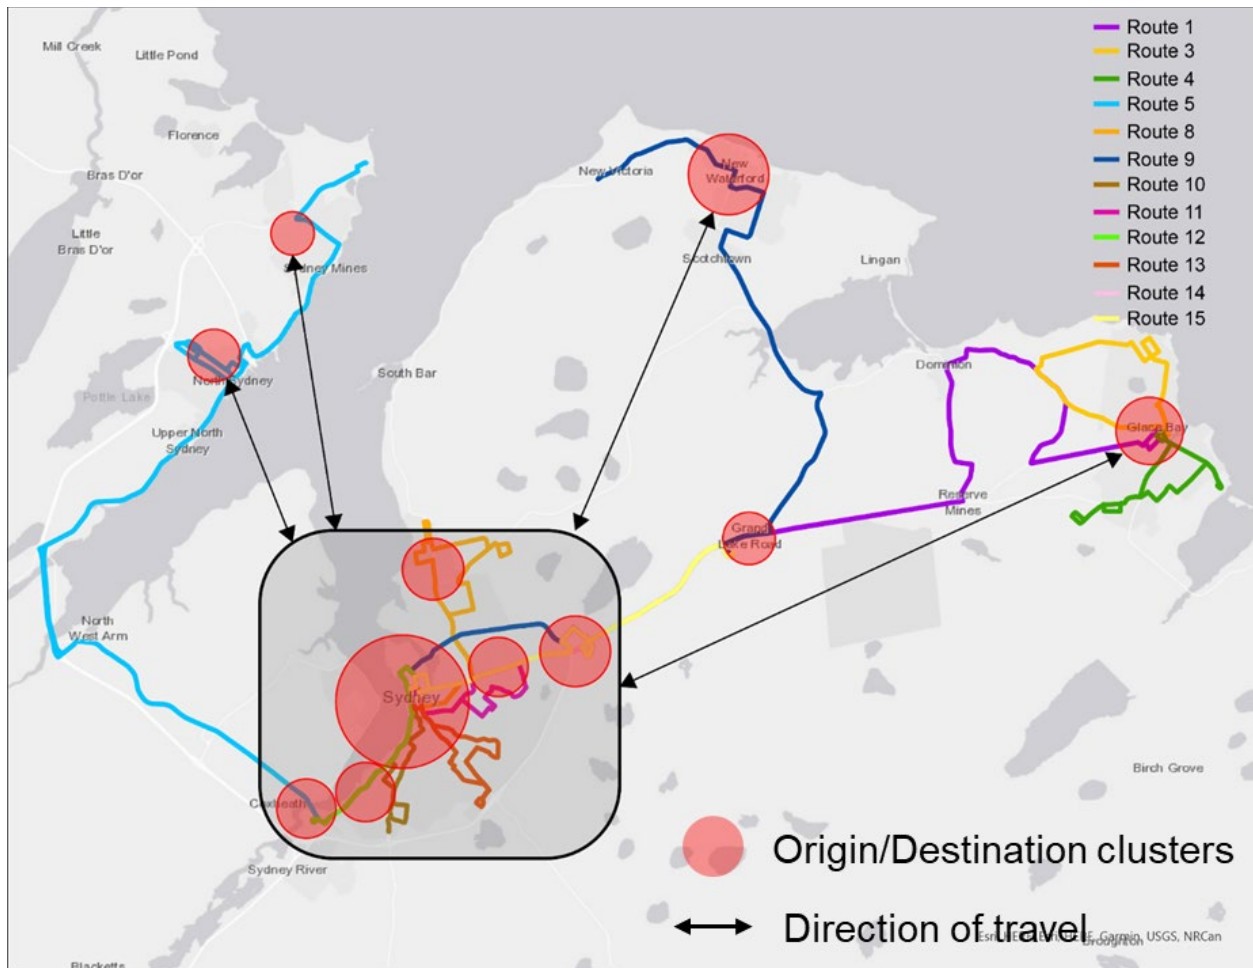 Mill Creek
Little Pond
Florence
Bras D'or
Little
Bras D'or
Sydney Mines
North Sydney
Pottle Lake
Upper North
Sydney
South Bar
New Victoria
New
Waterford
Scotchtown
Lingan
Dominion
Glace Bay
Reserve
Mines
Grand
Lake Road
North
West Arm
Sydney
Coxheath
Sydney River
Birch Grove
Blacketts
Route 1
Route 3
Route 4
Route 5
Route 8
Route 9
Route 10
Route 11
Route 12
Route 13
Route 14
Route 15
Origin/Destination clusters
Direction of travel
Garmin, USGS, NRCan
Broughton